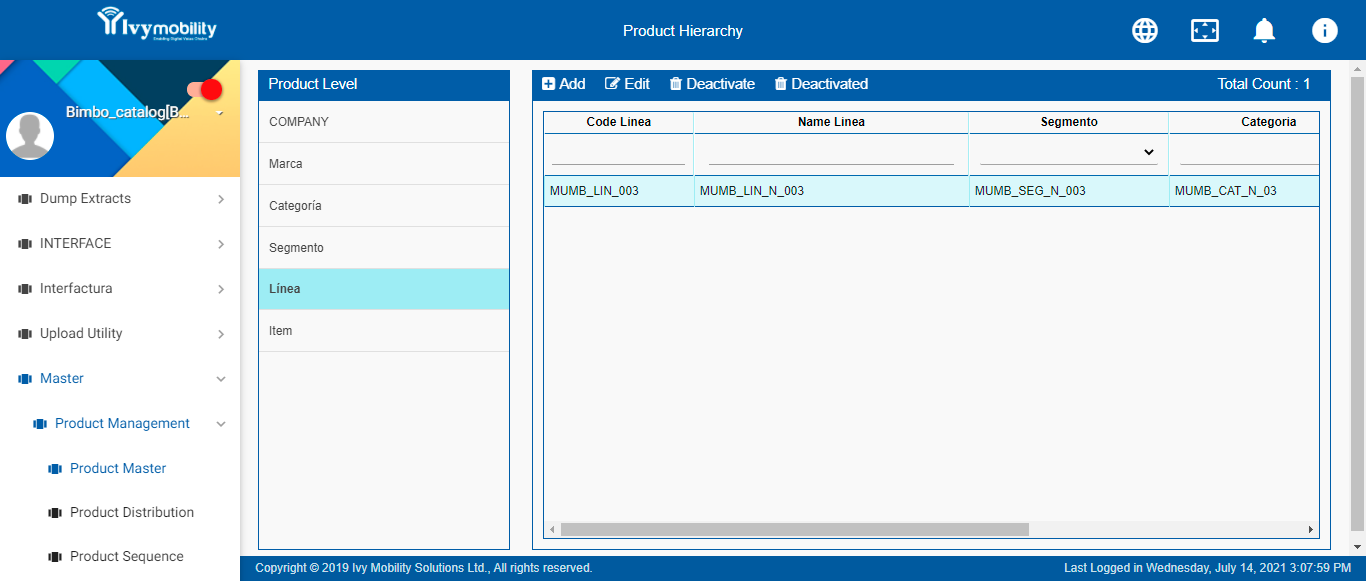 Ivymobility
Enabling Digital Value Chains
Product Hierarchy
Bimbo_catalog[B...
Dump Extracts
INTERFACE
Interfactura
Upload Utility
Master
Product Management
Product Master
Product Distribution
Product Sequence
Product Level
COMPANY
Marca
Categoría
Segmento
Línea
Item
Add Edit Deactivate Deactivated Total Count : 1
Code Línea Name Línea Segmento Categoría
MUMB_LIN_003 MUMB_LIN_N_003 MUMB_SEG_N_003 MUMB_CAT_N_03
Copyright © 2019 Ivy Mobility Solutions Ltd., All rights reserved. Last Logged in Wednesday, July 14, 2021 3:07:59 PM